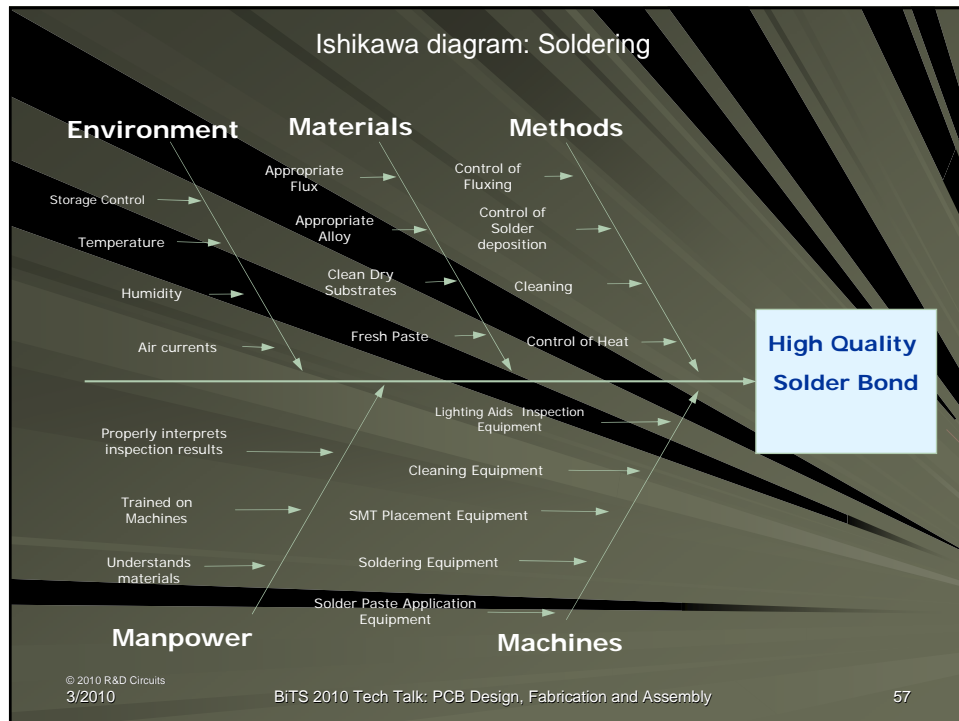 Ishikawa diagram: Soldering
Environment
Storage Control
Temperature
Humidity
Air currents
Materials
Appropriate
Flux
Appropriate
Alloy
Clean Dry
Substrates
Fresh Paste
Methods
Control of
Fluxing
Control of
Solder
deposition
Cleaning
Control of Heat
High Quality
Solder Bond
Properly interprets
inspection results
Trained on
Machines
Understands
materials
Manpower
Lighting Aids Inspection
Equipment
Cleaning Equipment
SMT Placement Equipment
Soldering Equipment
Solder Paste Application
Equipment
Machines
© 2010 R&D Circuits
3/2010
BiTS 2010 Tech Talk: PCB Design, Fabrication and Assembly
57